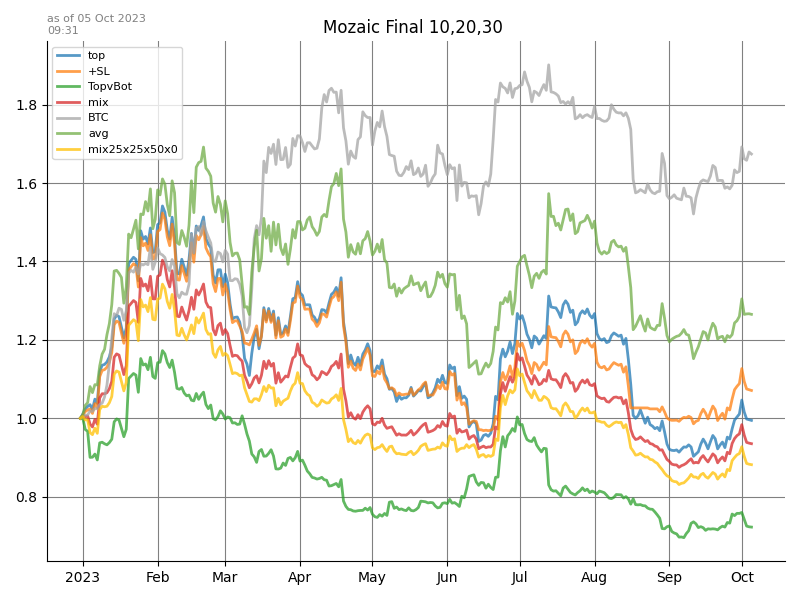 as of 05 Oct 2023
09:31
Mozaic Final 10,20,30
top
+SL
TopvBot
mix
BTC
avg
mix25x25x50x0
1.8
1.6
1.4
1.2
1.0
0.8
2023 Feb Mar Apr May Jun Jul Aug Sep Oct